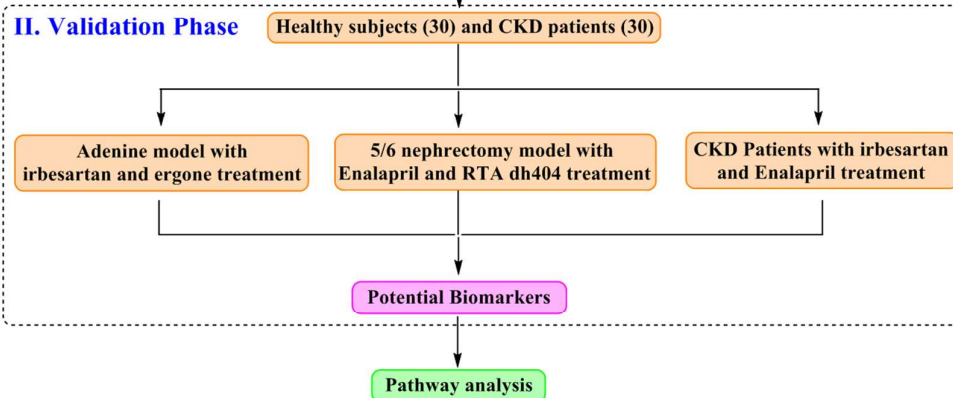 II. Validation Phase
Healthy subjects (30) and CKD patients (30)
Adenine model with
irbesartan and ergone treatment
5/6 nephrectomy model with
Enalapril and RTA dh404 treatment
CKD Patients with irbesartan
and Enalapril treatment
Potential Biomarkers
Pathway analysis